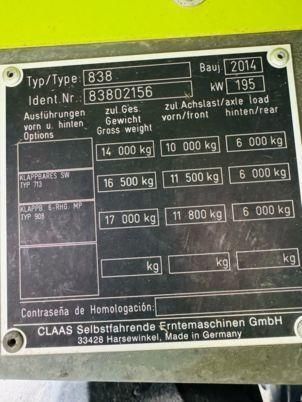 Typ/Type: 838 Bauj. 2014
Ident.Nr.: 83802156 kW 195
Ausführungen vorn u. hinten Options
zul.Ges. Gewicht Gross weight
zul.Achslast/axle load
vorn/front hinten/rear
14 000 kg 10 000 kg 6 000 kg
KLAPPBARES SW TYP 713
16 500 kg 11 500 kg 6 000 kg
KLAPPB. 6-RHG. MP TYP 908
17 000 kg 11 800 kg 6 000 kg
kg kg kg
Contraseña de Homologación:
CLAAS Selbstfahrende Erntemaschinen GmbH
33428 Harsewinkel, Made in Germany